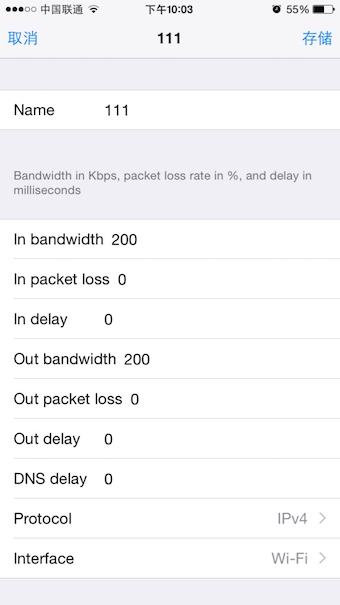 中国联通 下午10:03 55%
取消 111 存储
Name 111
Bandwidth in Kbps, packet loss rate in %, and delay in
milliseconds
In bandwidth 200
In packet loss 0
In delay 0
Out bandwidth 200
Out packet loss 0
Out delay 0
DNS delay 0
Protocol IPv4
Interface Wi-Fi